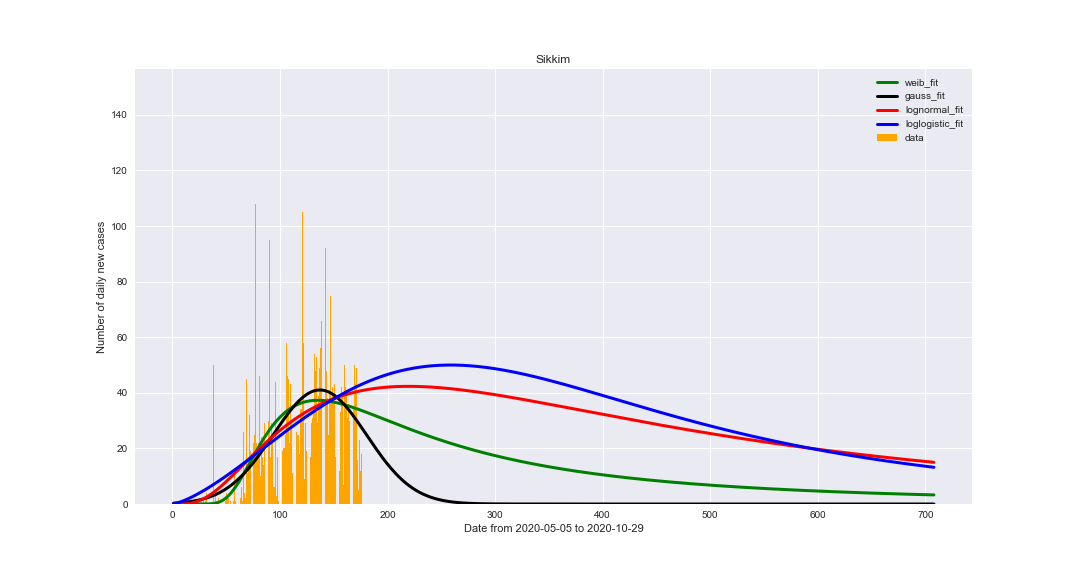 Sikkim
weib_fit
gauss_fit
lognormal_fit
loglogistic_fit
data
140
120
100
80
60
40
20
0
Number of daily new cases
0 100 200 300 400 500 600 700
Date from 2020-05-05 to 2020-10-29